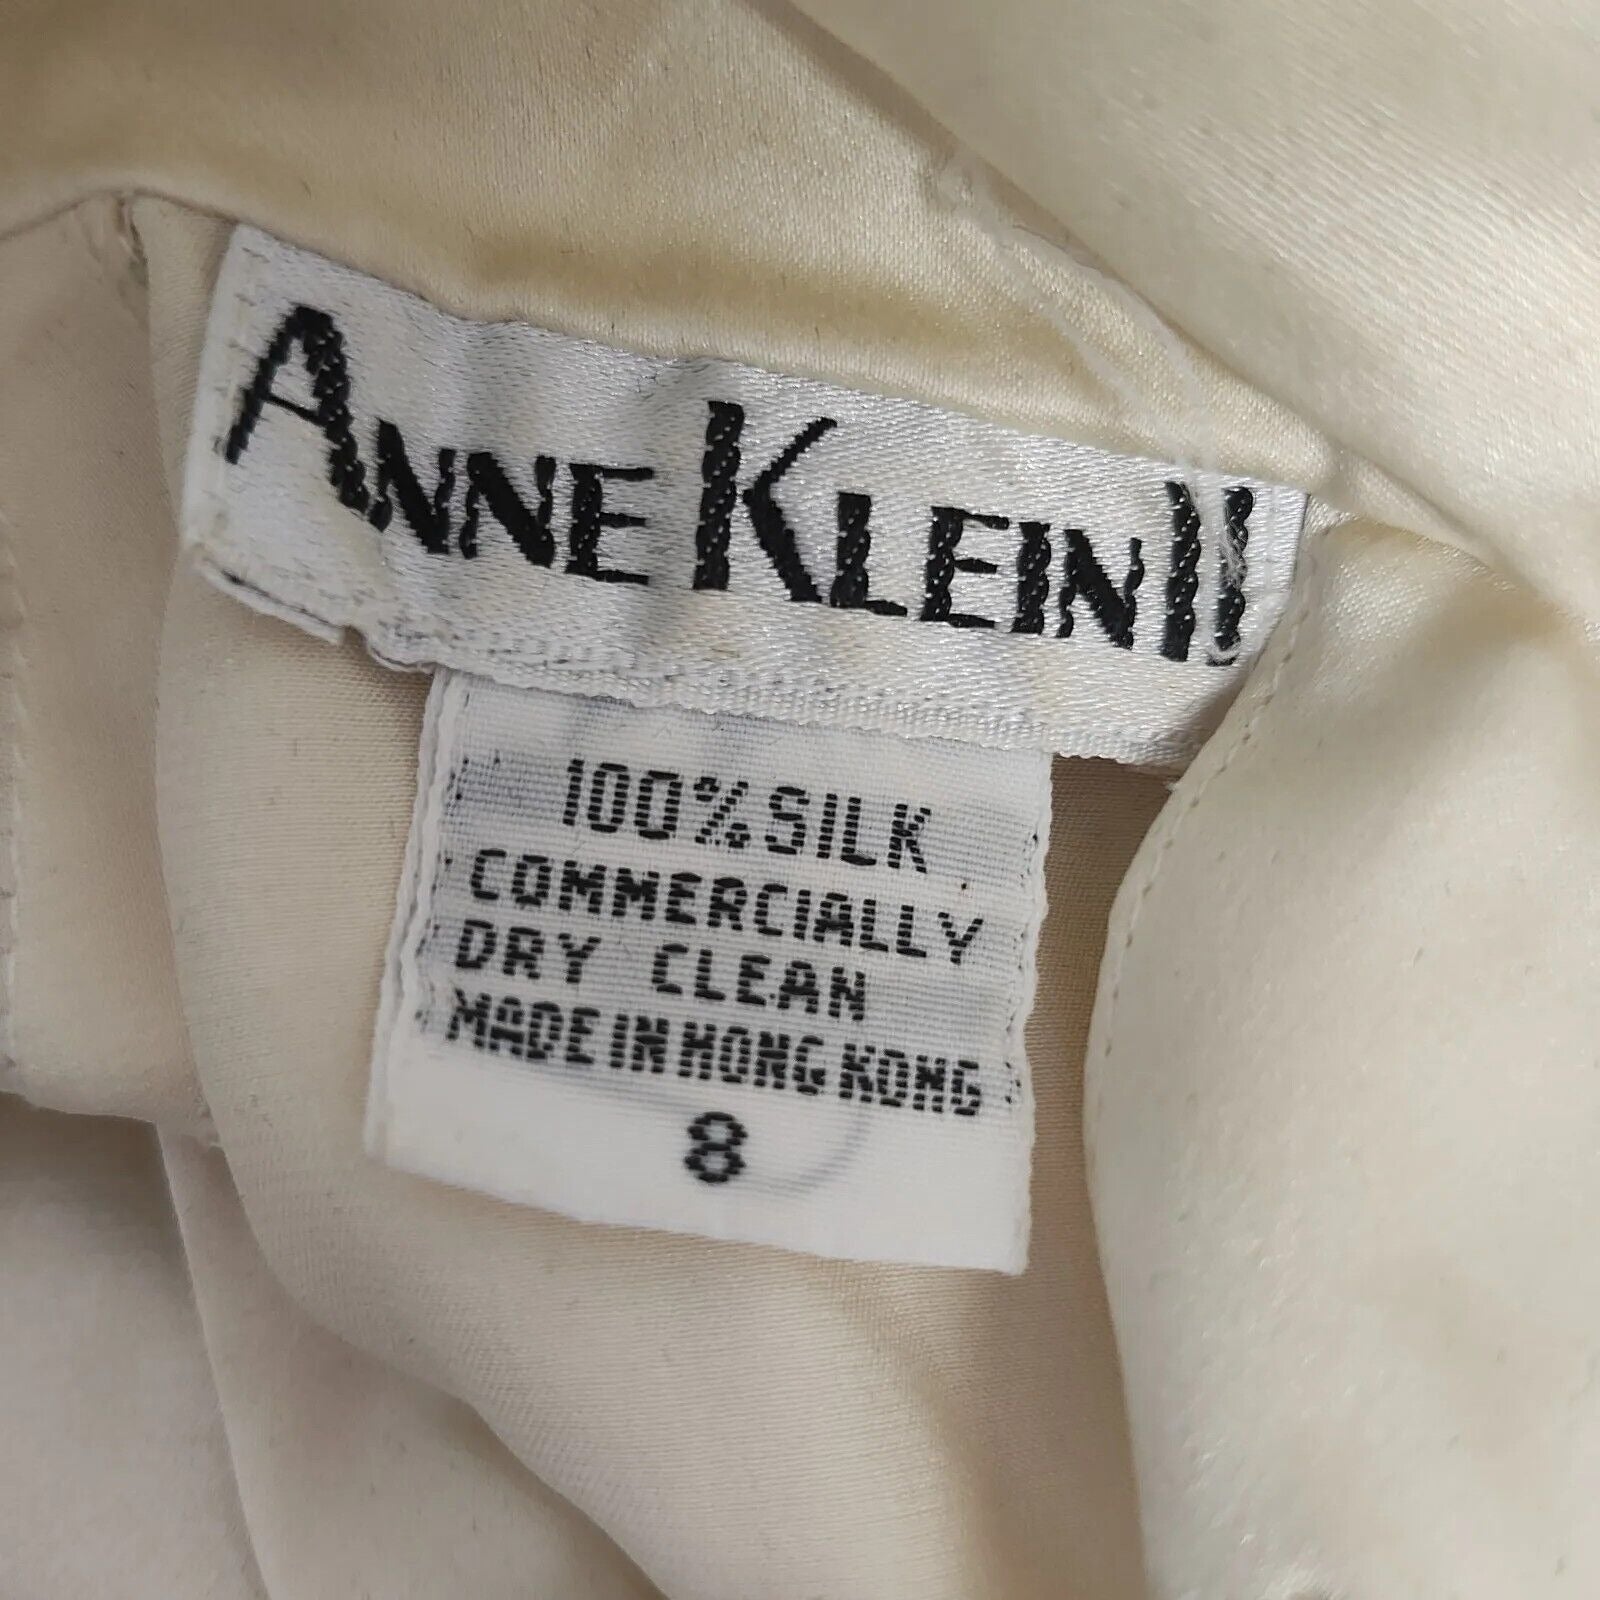 ANNE KLEIN II
100% SILK
COMMERCIALLY
DRY CLEAN
MADE IN HONG KONG
8